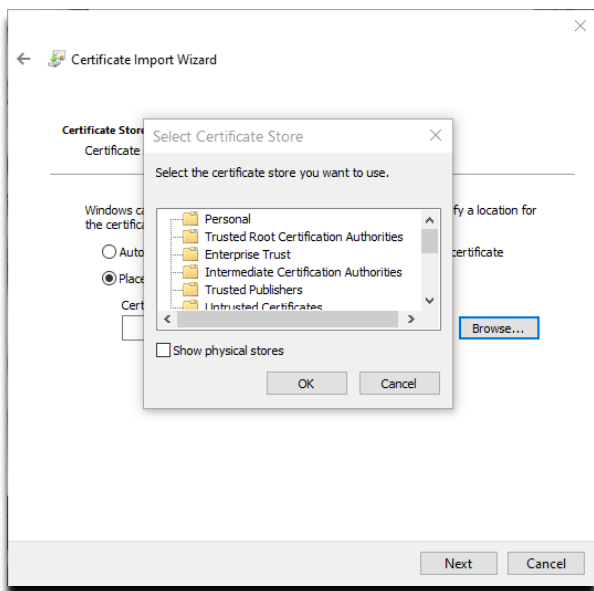 Certificate Import Wizard
Certificate Store
Certificate
Select Certificate Store
Select the certificate store you want to use.
Windows ca
fy a location for
the certifica
Personal
Trusted Root Certification Authorities
Auto
certificate
Enterprise Trust
Place
Intermediate Certification Authorities
Trusted Publishers
Cert
Untrusted Certificates
Browse...
Show physical stores
OK
Cancel
Next
Cancel